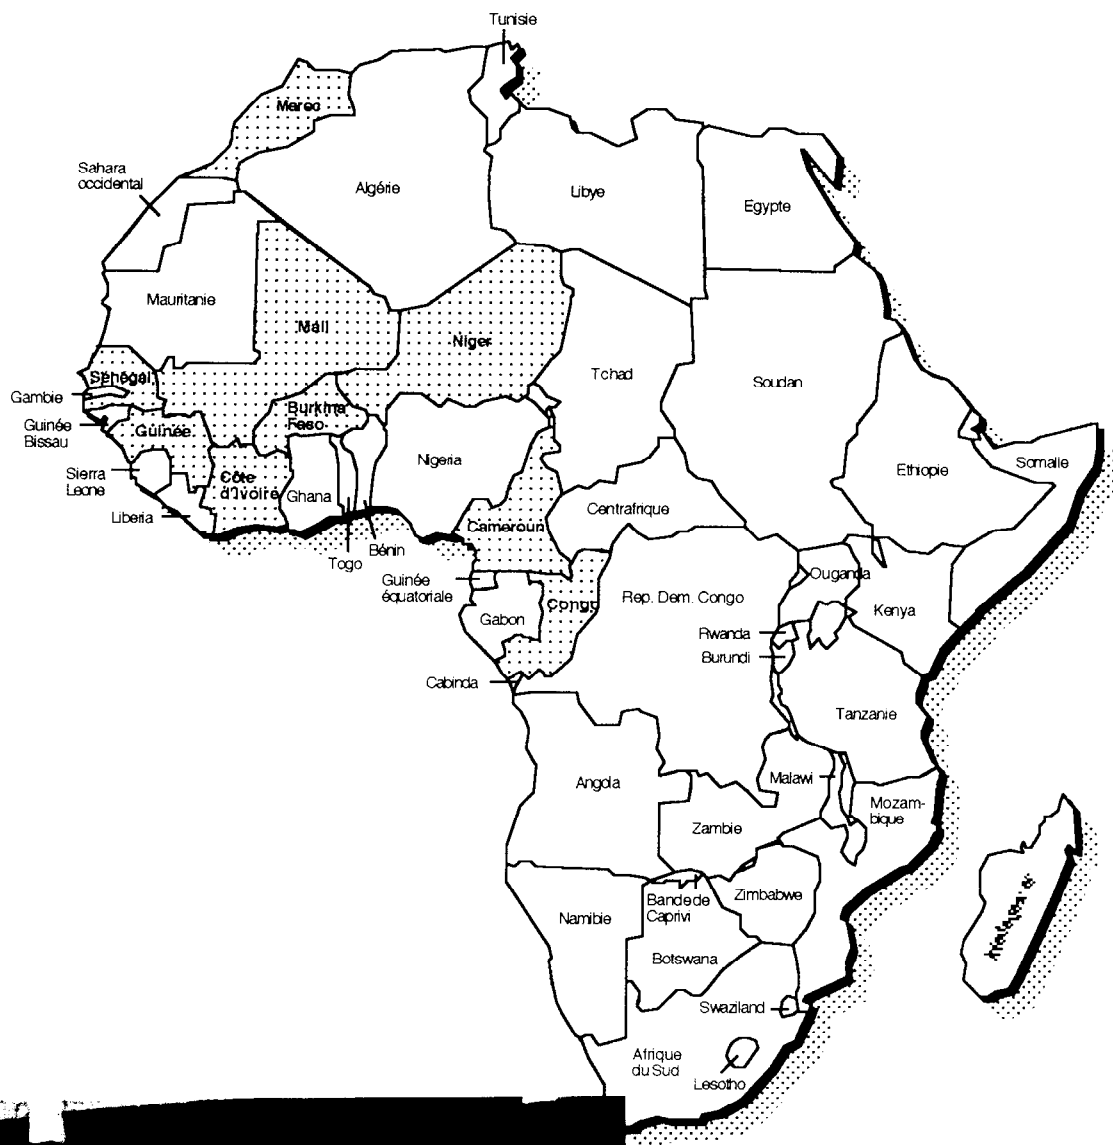 Tunisie
Maroc
Sahara
occidental
Algérie
Libye
Egypte
Mauritanie
Mali
Niger
Tchad
Soudan
Sénégal
Gambie
Guinée
Bissau
Guinée
Burkina
Faso
Sierra
Leone
Côte
d'Ivoire
Ghana
Nigeria
Ethiopie
Somalie
Liberia
Togo
Bénin
Cameroun
Centrafrique
Guinée
équatoriale
Gabon
Congo
Rep. Dem. Congo
Ouganda
Kenya
Rwanda
Burundi
Cabinda
Tanzanie
Angola
Malawi
Mozam-
bique
Zambie
Zimbabwe
Bande de
Caprivi
Namibie
Botswana
Swaziland
Afrique
du Sud
Lesotho